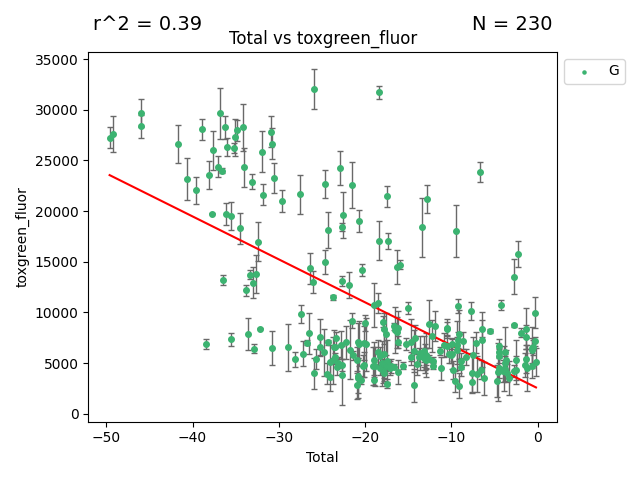 r^2 = 0.39
N = 230
Total vs toxgreen_fluor
G
35000
30000
25000
20000
15000
10000
5000
0
toxgreen_fluor
−50
−40
−30
−20
−10
0
Total